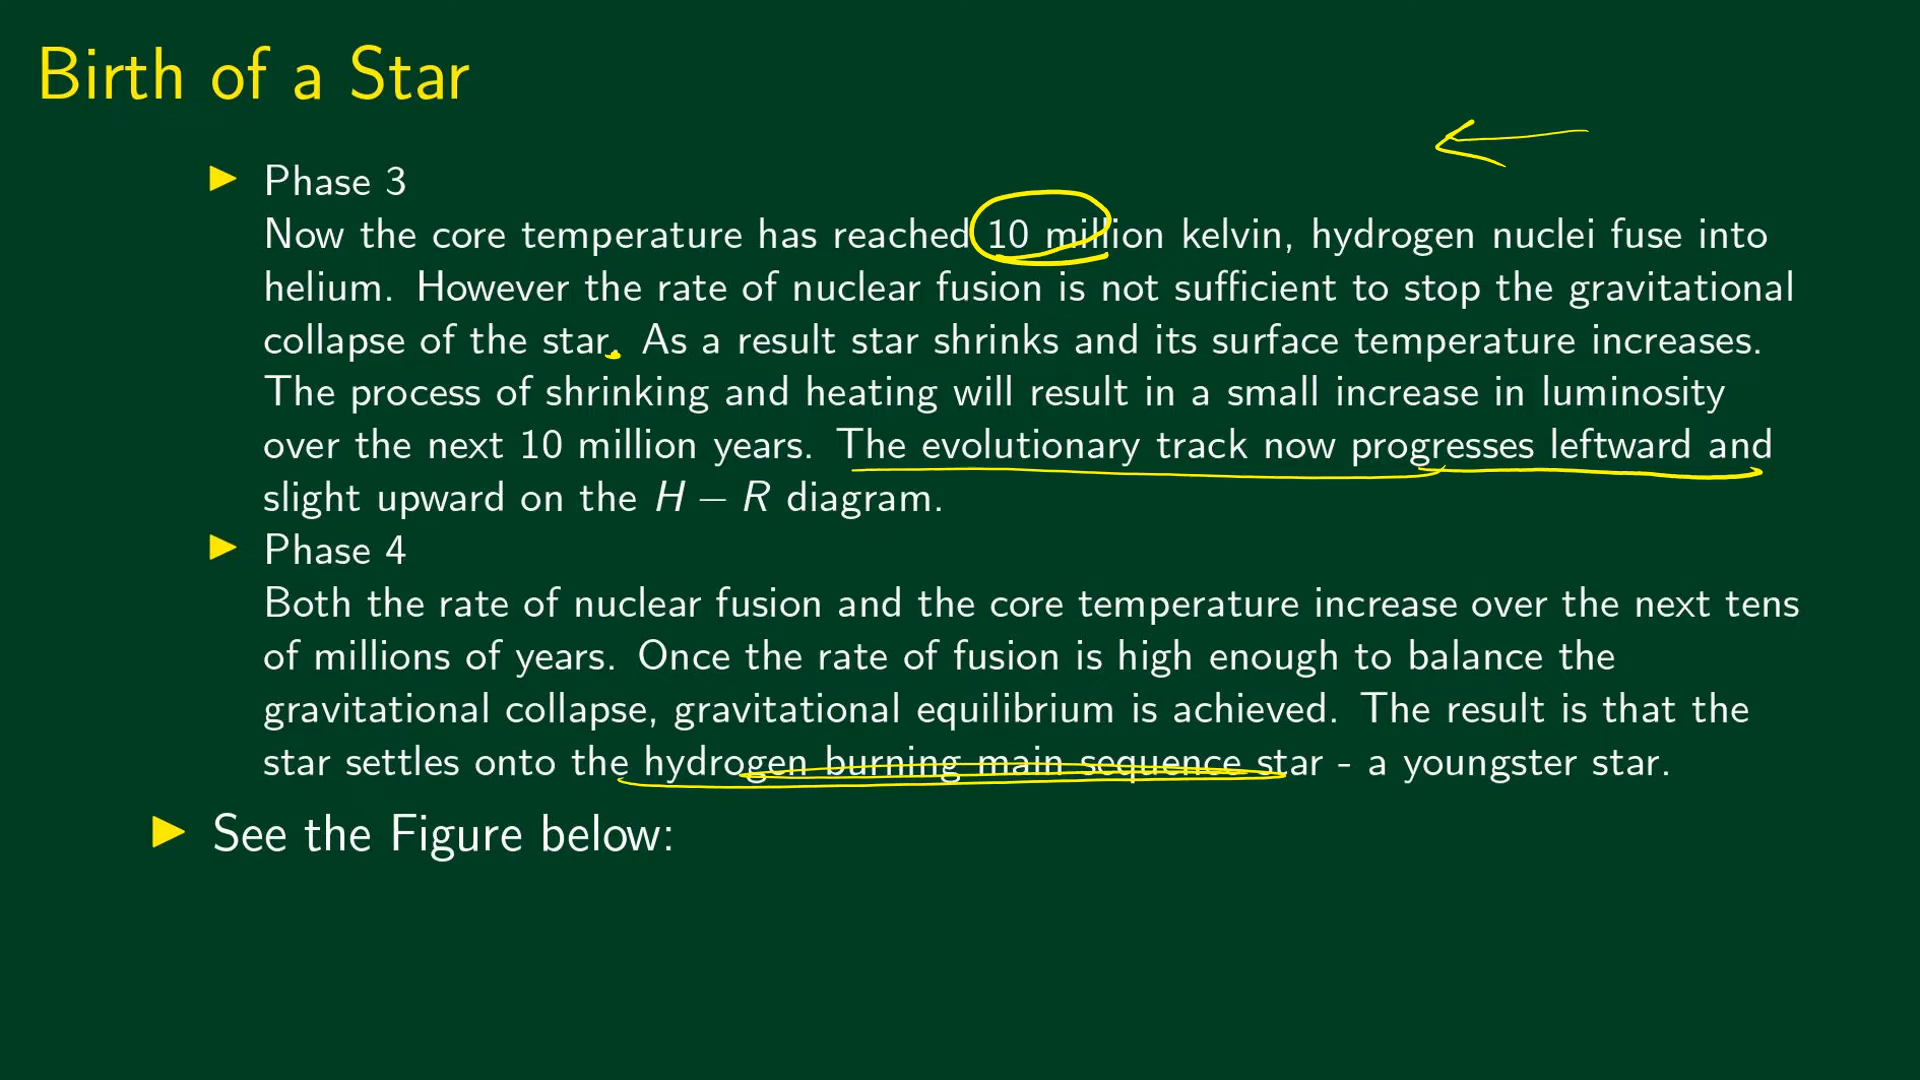 Birth of a Star
Phase 3
Now the core temperature has reached 10 million kelvin, hydrogen nuclei fuse into
helium. However the rate of nuclear fusion is not sufficient to stop the gravitational
collapse of the star. As a result star shrinks and its surface temperature increases.
The process of shrinking and heating will result in a small increase in luminosity
over the next 10 million years. The evolutionary track now progresses leftward and
slight upward on the H – R diagram.
Phase 4
Both the rate of nuclear fusion and the core temperature increase over the next tens
of millions of years. Once the rate of fusion is high enough to balance the
gravitational collapse, gravitational equilibrium is achieved. The result is that the
star settles onto the hydrogen burning main sequence star - a youngster star.
See the Figure below: